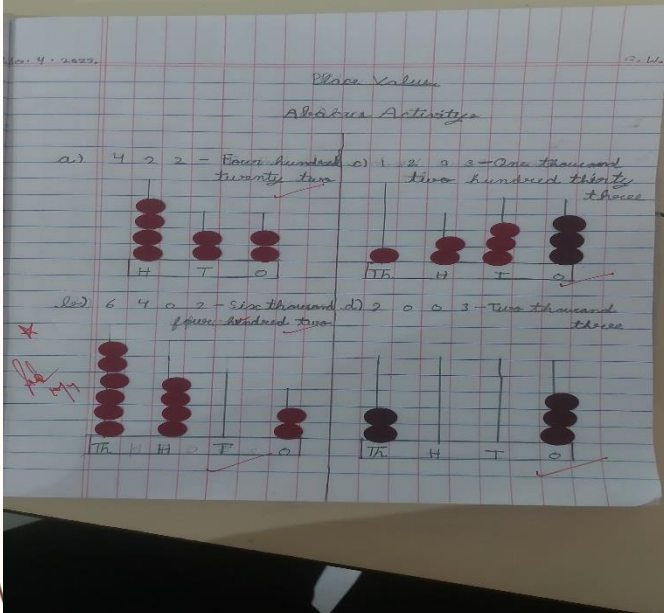 C.W.
Place Value
Abacus Activity
a) 4 2 2 - Four hundred
twenty two
c) 1 2 3 3 - One thousand
two hundred thirty
three
H T O
Th H T O
b) 6 4 0 2 - Six thousand
four hundred two
d) 2 0 0 3 - Two thousand
three
Th H T O
Th H T O